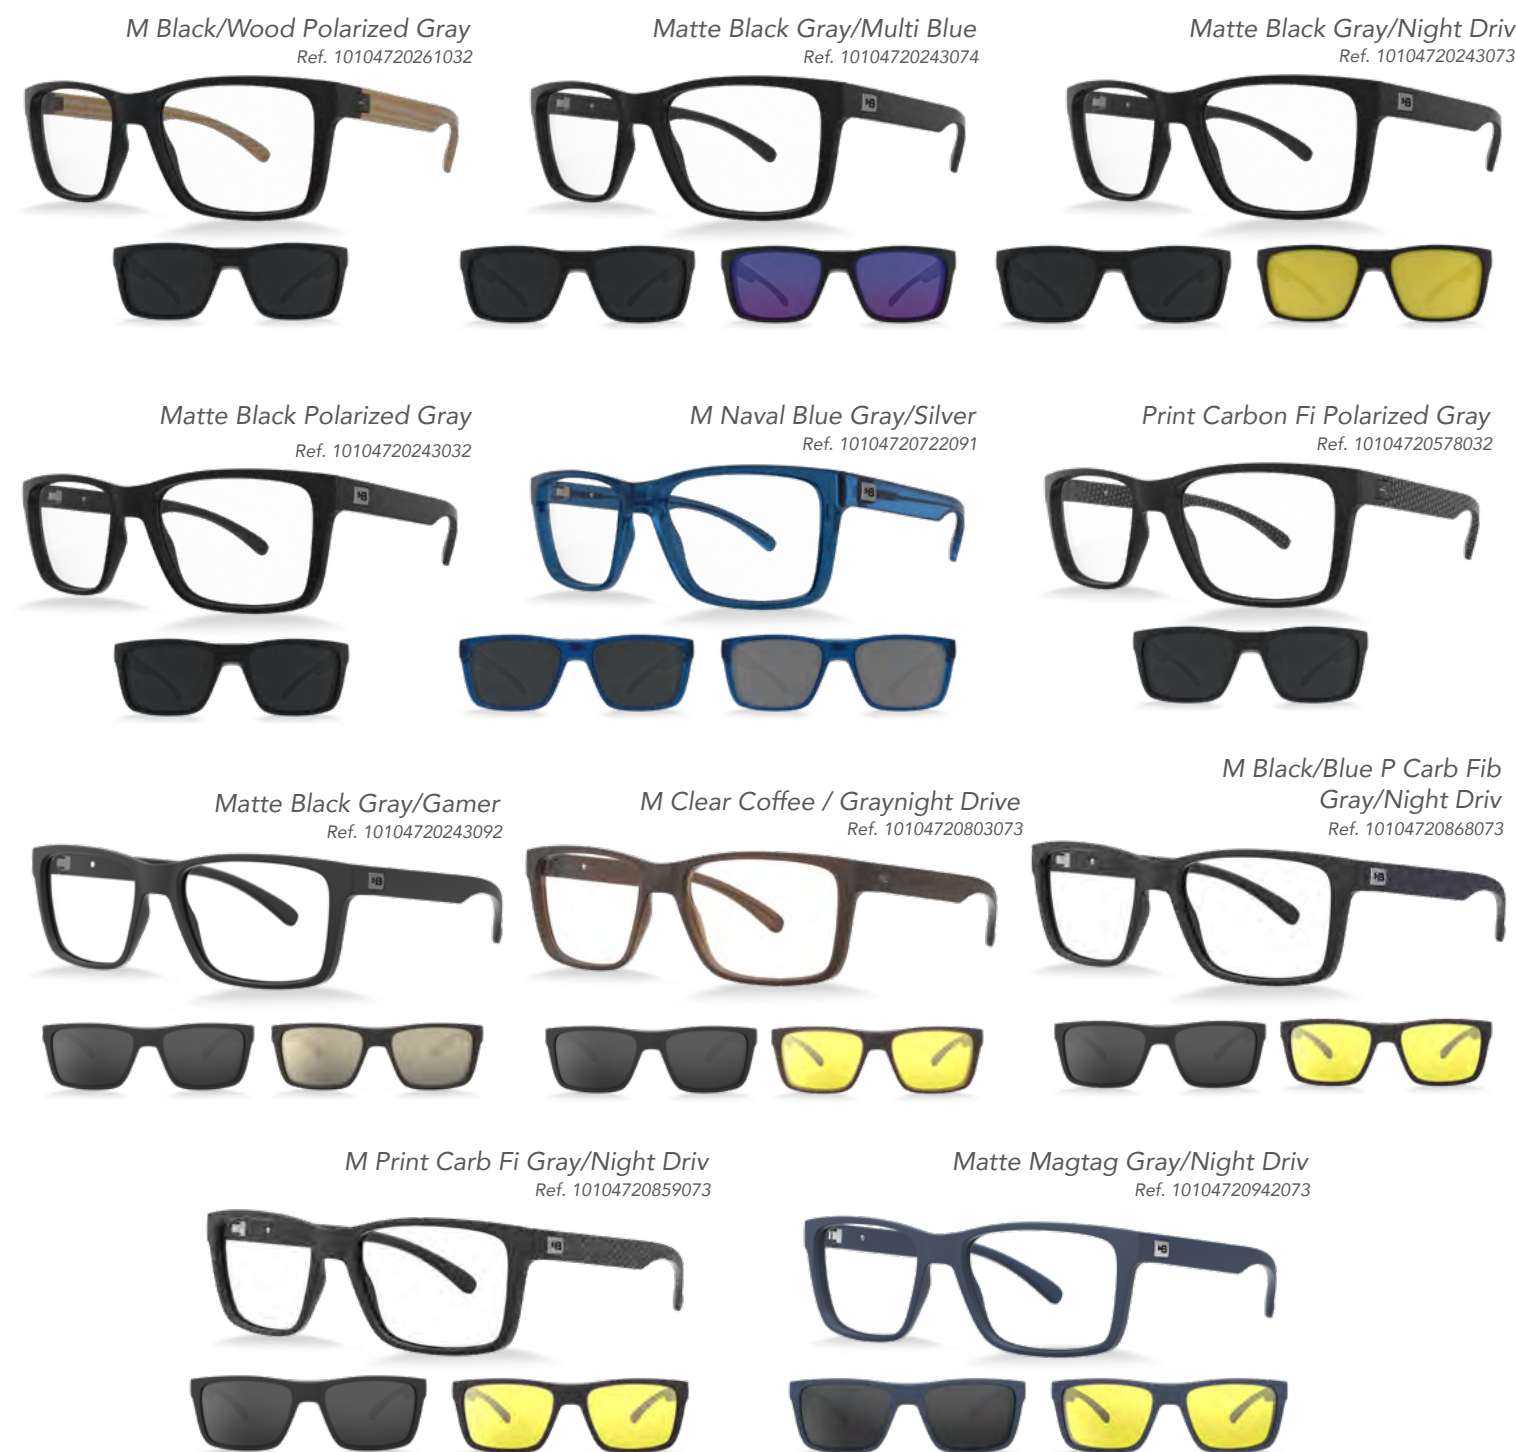 M Black/Wood Polarized Gray
Ref. 10104720261032
Matte Black Gray/Multi Blue
Ref. 10104720243074
Matte Black Gray/Night Driv
Ref. 10104720243073
Matte Black Polarized Gray
Ref. 10104720243032
M Naval Blue Gray/Silver
Ref. 10104720722091
Print Carbon Fi Polarized Gray
Ref. 10104720578032
Matte Black Gray/Gamer
Ref. 10104720243092
M Clear Coffee / Graynight Drive
Ref. 10104720803073
M Black/Blue P Carb Fib
Gray/Night Driv
Ref. 10104720868073
M Print Carb Fi Gray/Night Driv
Ref. 10104720859073
Matte Magtag Gray/Night Driv
Ref. 10104720942073